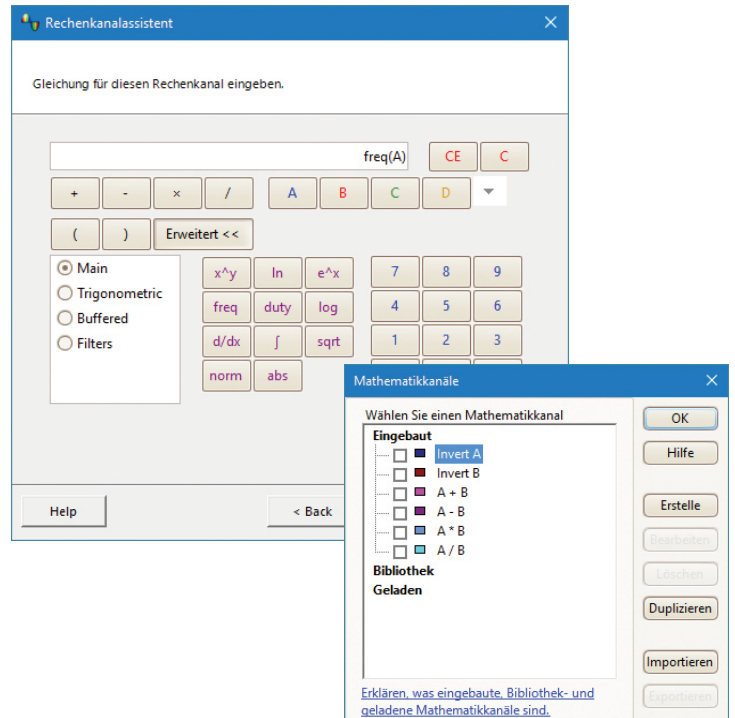 Rechenkanalassistent
Gleichung für diesen Rechenkanal eingeben.
freq(A) CE C
+ - × / A B C D
( ) Erweitert <<
Main
Trigonometric
Buffered
Filters
x^y ln e^x 7 8 9
freq duty log 4 5 6
d/dx ∫ sqrt 1 2 3
norm abs
Help < Back
Mathematikkanäle
Wählen Sie einen Mathematikkanal
Eingebaut
Invert A
Invert B
A + B
A - B
A * B
A / B
Bibliothek
Geladen
Erklären, was eingebaute, Bibliothek- und
geladene Mathematikkanäle sind.
OK
Hilfe
Erstelle
Bearbeiten
Löschen
Duplizieren
Importieren
Exportieren